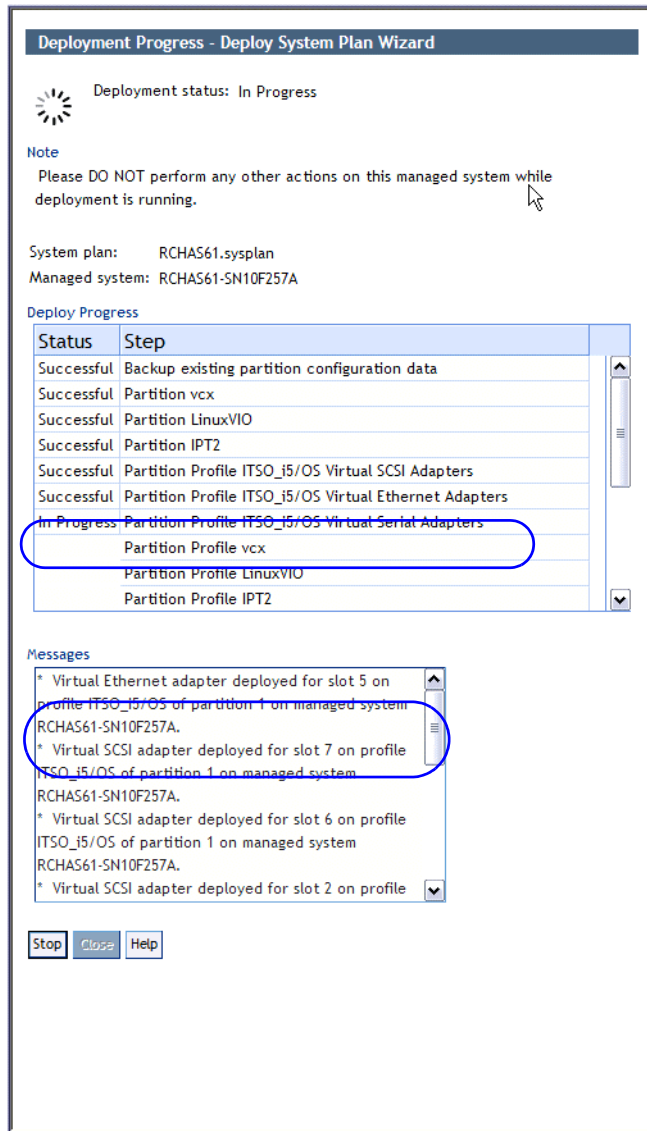 Deployment Progress - Deploy System Plan Wizard
Deployment status: In Progress
Note
Please DO NOT perform any other actions on this managed system while
deployment is running.
System plan: RCHAS61.sysplan
Managed system: RCHAS61-SN10F257A
Deploy Progress
Status Step
Successful Backup existing partition configuration data
Successful Partition vcx
Successful Partition LinuxVIO
Successful Partition IPT2
Successful Partition Profile ITSO_i5/OS Virtual SCSI Adapters
Successful Partition Profile ITSO_i5/OS Virtual Ethernet Adapters
In Progress Partition Profile ITSO_i5/OS Virtual Serial Adapters
Partition Profile vcx
Partition Profile LinuxVIO
Partition Profile IPT2
Messages
* Virtual Ethernet adapter deployed for slot 5 on
profile ITSO_i5/OS of partition 1 on managed system
RCHAS61-SN10F257A.
* Virtual SCSI adapter deployed for slot 7 on profile
ITSO_i5/OS of partition 1 on managed system
RCHAS61-SN10F257A.
* Virtual SCSI adapter deployed for slot 6 on profile
ITSO_i5/OS of partition 1 on managed system
RCHAS61-SN10F257A.
* Virtual SCSI adapter deployed for slot 2 on profile
Stop Close Help